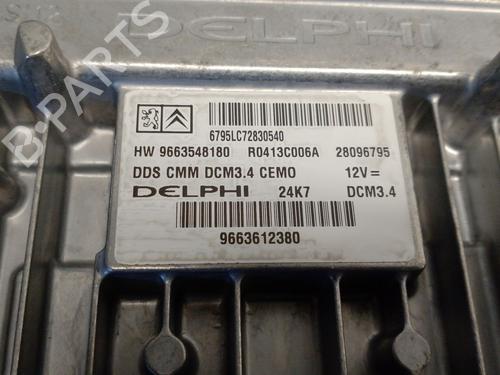 DELPHI
B-PARTS
6795LC72830540
HW 9663548180 R0413C006A 28096795
DDS CMM DCM3.4 CEMO 12V=
DELPHI 24K7 DCM3.4
9663612380